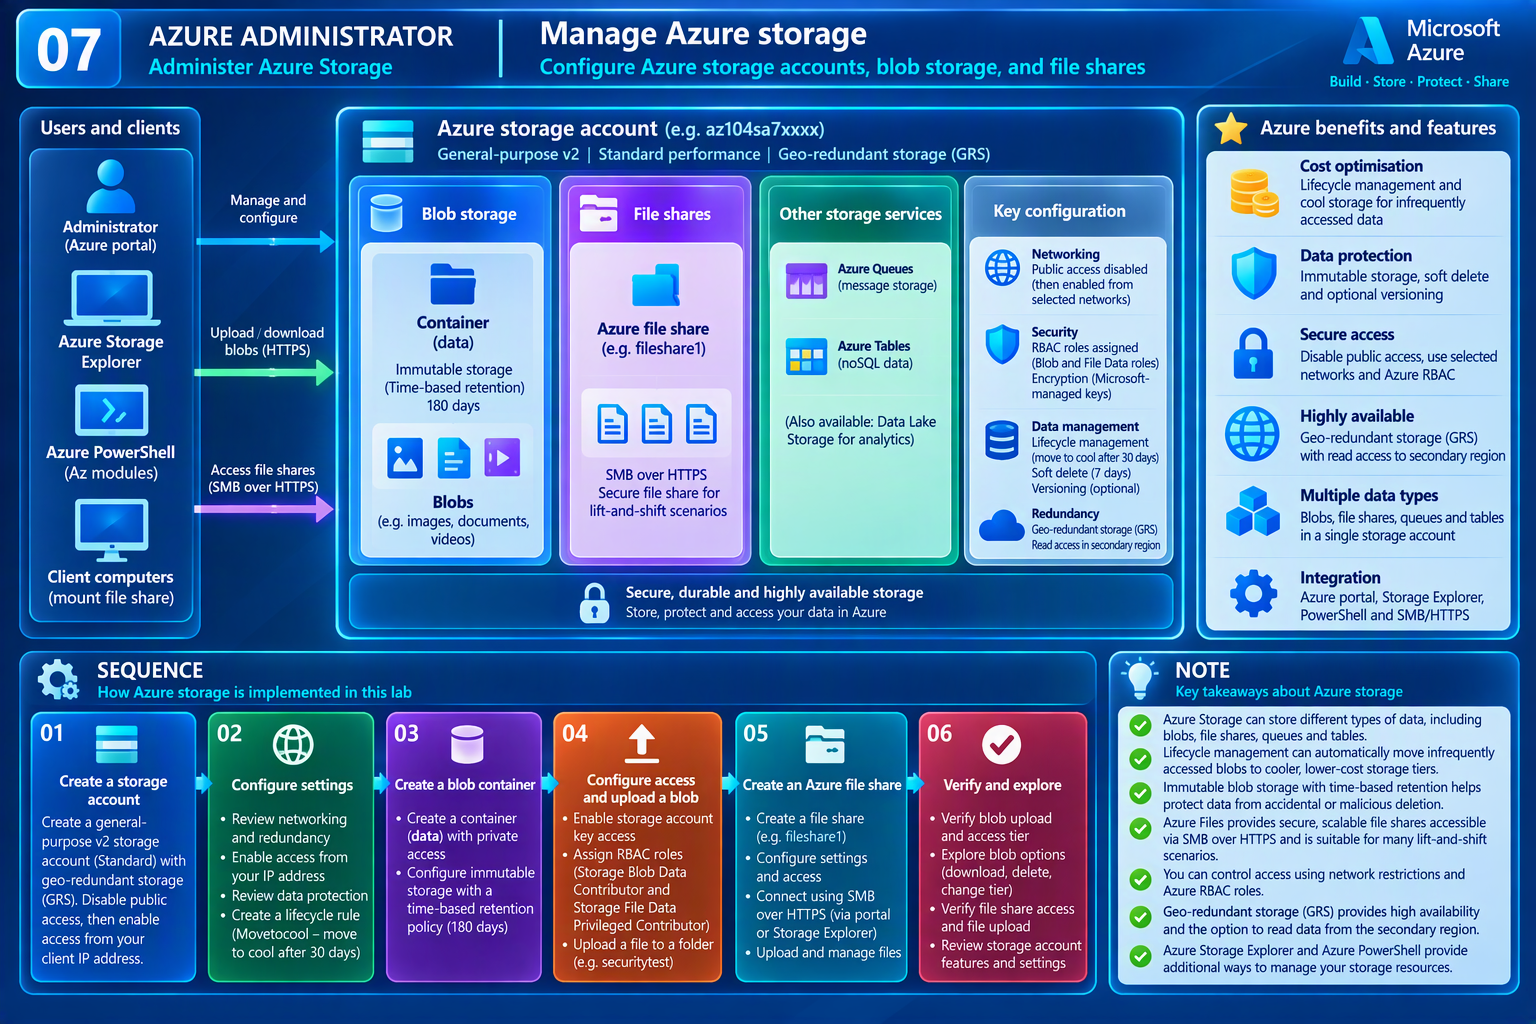 07
AZURE ADMINISTRATOR
Administer Azure Storage
Manage Azure storage
Configure Azure storage accounts, blob storage, and file shares
Microsoft
Azure
Build · Store · Protect · Share
Users and clients
Administrator
(Azure portal)
Azure Storage
Explorer
Azure PowerShell
(Az modules)
Client computers
(mount file share)
Manage and
configure
Upload / download
blobs (HTTPS)
Access file shares
(SMB over HTTPS)
Azure storage account (e.g. az104sa7xxxx)
General-purpose v2 | Standard performance | Geo-redundant storage (GRS)
Blob storage
Container
(data)
Immutable storage
(Time-based retention)
180 days
Blobs
(e.g. images, documents,
videos)
File shares
Azure file share
(e.g. fileshare1)
SMB over HTTPS
Secure file share for
lift-and-shift scenarios
Other storage services
Azure Queues
(message storage)
Azure Tables
(noSQL data)
(Also available: Data Lake
Storage for analytics)
Key configuration
Networking
Public access disabled
(then enabled from
selected networks)
Security
RBAC roles assigned
(Blob and File Data roles)
Encryption (Microsoft-
managed keys)
Data management
Lifecycle management
(move to cool after 30 days)
Soft delete (7 days)
Versioning (optional)
Redundancy
Geo-redundant storage (GRS)
Read access in secondary region
Secure, durable and highly available storage
Store, protect and access your data in Azure
Azure benefits and features
Cost optimisation
Lifecycle management and
cool storage for infrequently
accessed data
Data protection
Immutable storage, soft delete
and optional versioning
Secure access
Disable public access, use selected
networks and Azure RBAC
Highly available
Geo-redundant storage (GRS)
with read access to secondary region
Multiple data types
Blobs, file shares, queues and tables
in a single storage account
Integration
Azure portal, Storage Explorer,
PowerShell and SMB/HTTPS
SEQUENCE
How Azure storage is implemented in this lab
01
Create a storage
account
Create a general-
purpose v2 storage
account (Standard) with
geo-redundant storage
(GRS). Disable public
access, then enable
access from your
client IP address.
02
Configure settings
• Review networking
and redundancy
• Enable access from
your IP address
• Review data protection
• Create a lifecycle rule
(Movetocool – move
to cool after 30 days)
03
Create a blob container
• Create a container
(data) with private
access
• Configure immutable
storage with a
time-based retention
policy (180 days)
04
Configure access
and upload a blob
• Enable storage account
key access
• Assign RBAC roles
(Storage Blob Data
Contributor and
Storage File Data
Privileged Contributor)
• Upload a file to a folder
(e.g. securitytest)
05
Create an Azure file share
• Create a file share
(e.g. fileshare1)
• Configure settings
and access
• Connect using SMB
over HTTPS (via portal
or Storage Explorer)
• Upload and manage files
06
Verify and explore
• Verify blob upload
and access tier
• Explore blob options
(download, delete,
change tier)
• Verify file share access
and file upload
• Review storage account
features and settings
NOTE
Key takeaways about Azure storage
Azure Storage can store different types of data, including
blobs, file shares, queues and tables.
Lifecycle management can automatically move infrequently
accessed blobs to cooler, lower-cost storage tiers.
Immutable blob storage with time-based retention helps
protect data from accidental or malicious deletion.
Azure Files provides secure, scalable file shares accessible
via SMB over HTTPS and is suitable for many lift-and-shift
scenarios.
You can control access using network restrictions and
Azure RBAC roles.
Geo-redundant storage (GRS) provides high availability
and the option to read data from the secondary region.
Azure Storage Explorer and Azure PowerShell provide
additional ways to manage your storage resources.